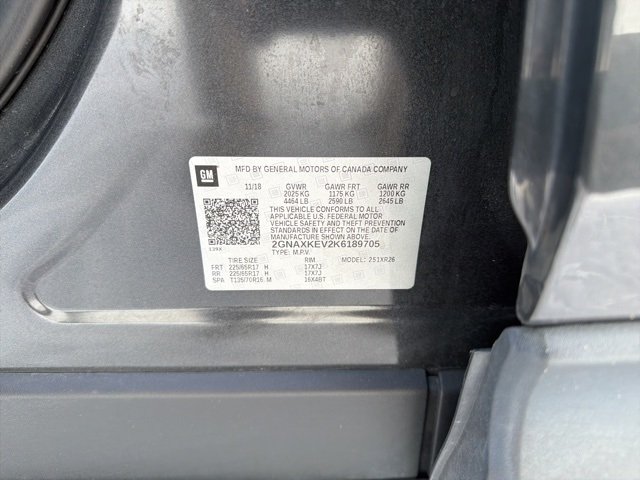 GM
MFD BY GENERAL MOTORS OF CANADA COMPANY
11/18 GVWR GAWR FRT GAWR RR
2025 KG 1175 KG 1200 KG
4464 LB 2590 LB 2645 LB
THIS VEHICLE CONFORMS TO ALL
APPLICABLE U.S. FEDERAL MOTOR
VEHICLE SAFETY AND THEFT PREVENTION
STANDARDS IN EFFECT ON THE DATE OF
MANUFACTURE SHOWN ABOVE.
2GNAXKEV2K6189705
TYPE: M.P.V.
TIRE SIZE RIM MODEL: 2S1XR26
FRT 225/65R17 H 17X7J
RR 225/65R17 H 17X7J
SPA T135/70R16 M 16X4BT